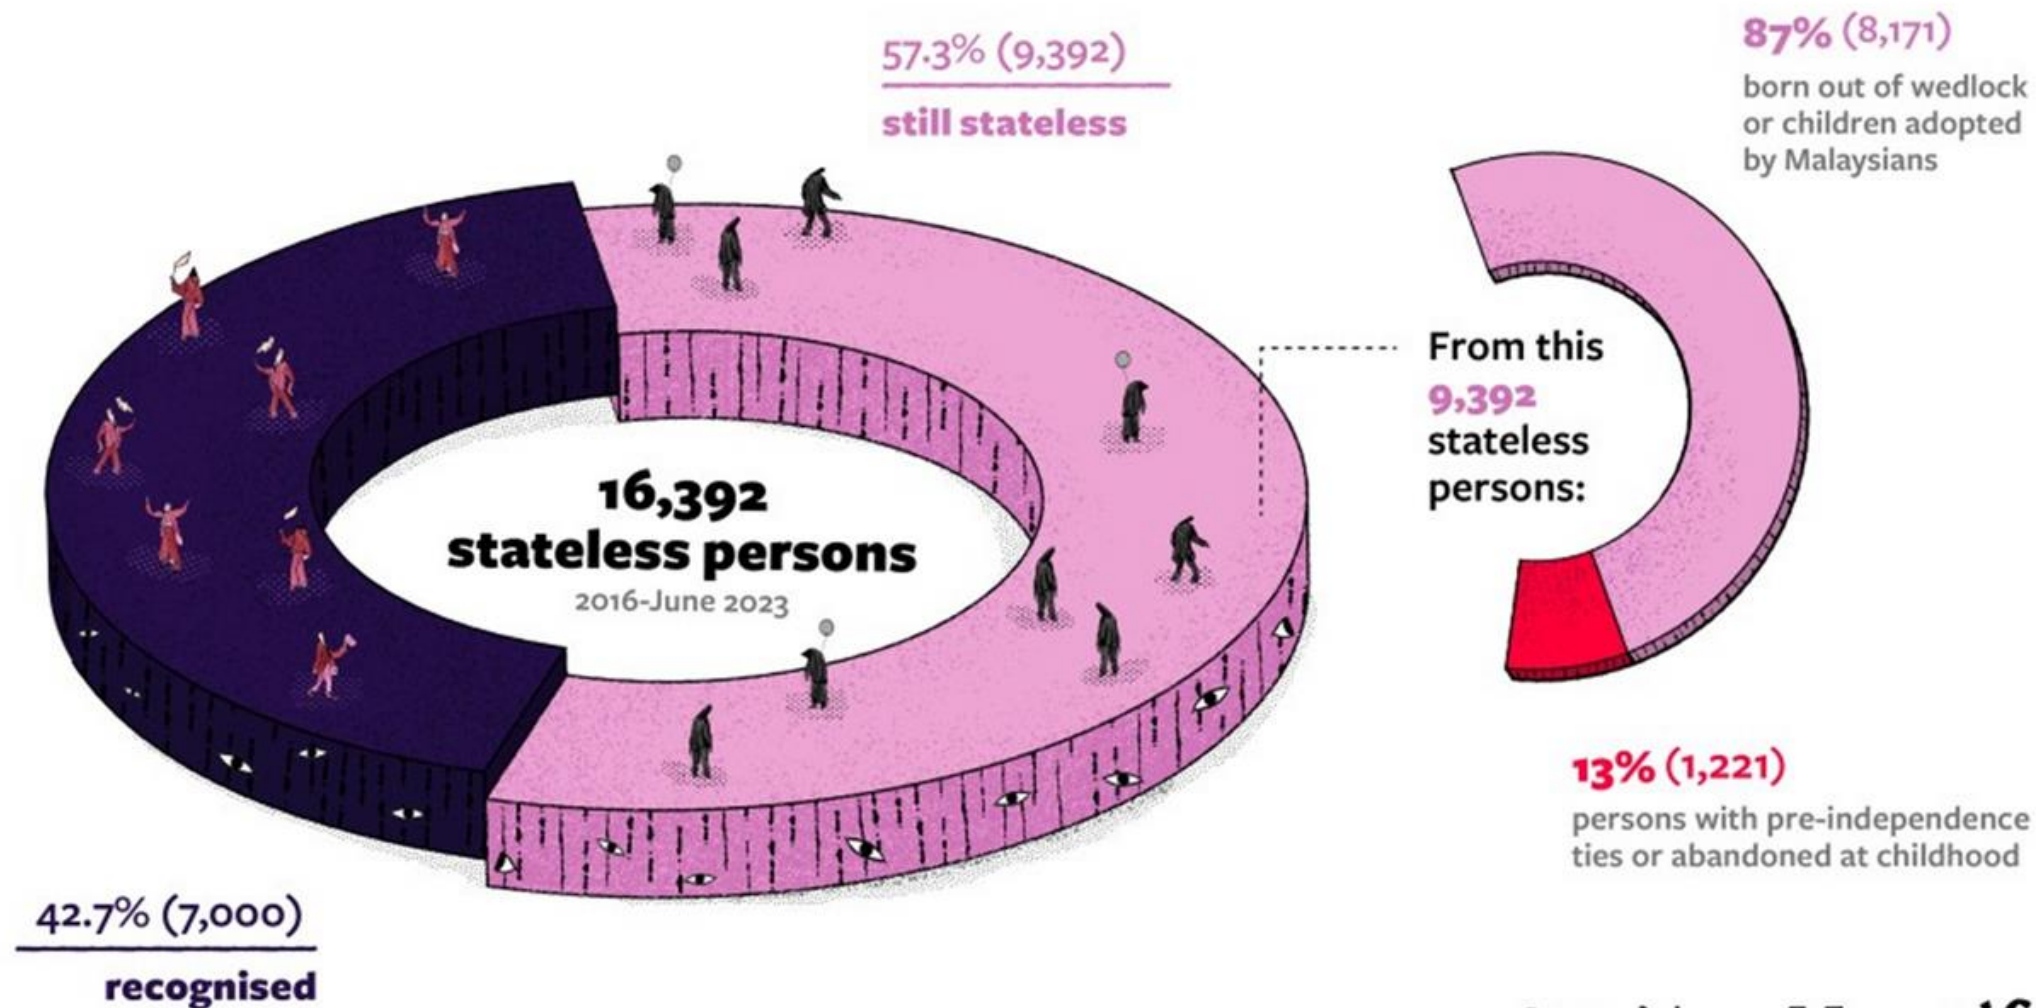 57.3% (9,392)
still stateless
87% (8,171)
born out of wedlock
or children adopted
by Malaysians
From this
9,392
stateless
persons:
16,392
stateless persons
2016-June 2023
13% (1,221)
persons with pre-independence
ties or abandoned at childhood
42.7% (7,000)
recognised